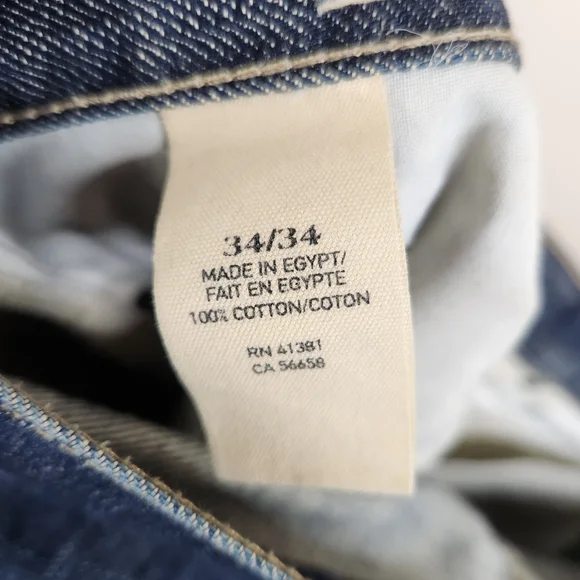 34/34
MADE IN EGYPT/
FAIT EN EGYPTE
100% COTTON/COTON
RN 41381
CA 56658